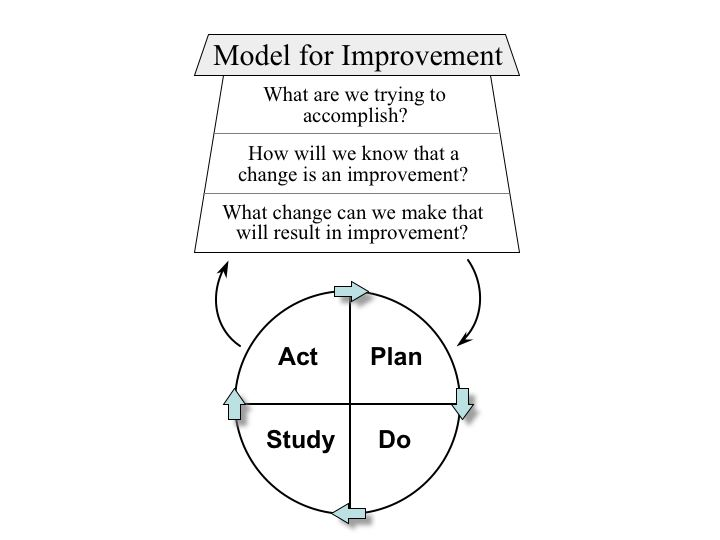 Model for Improvement
What are we trying to
accomplish?
How will we know that a
change is an improvement?
What change can we make that
will result in improvement?
Act
Plan
Study
Do